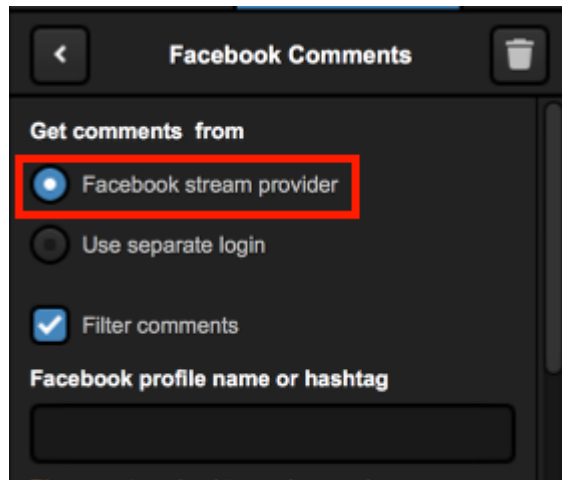 Facebook Comments
Get comments from
Facebook stream provider
Use separate login
Filter comments
Facebook profile name or hashtag